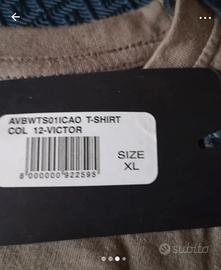 AVBWTS01ICAO T-SHIRT
COL 12-VICTOR
SIZE
XL
8 000000 922595
subito